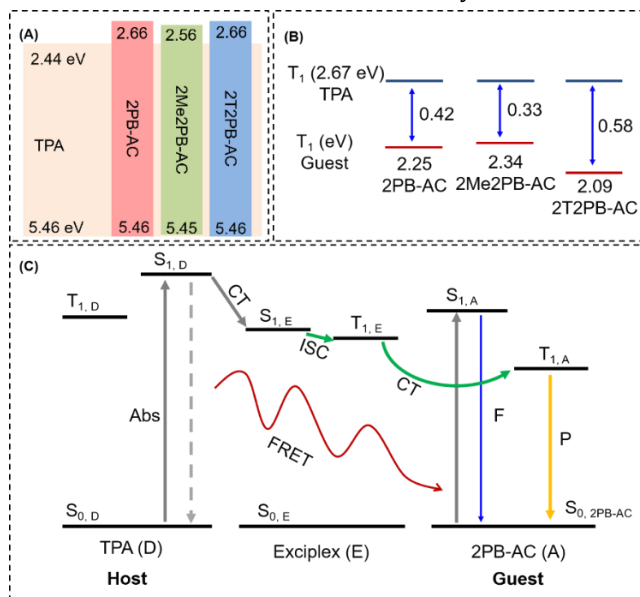 (A)
2.66 2.56 2.66
2.44 eV
TPA
2PB-AC
2Me2PB-AC
2T2PB-AC
5.46 eV 5.46 5.45 5.46
(B)
T1 (2.67 eV)
TPA
0.42 0.33 0.58
T1 (eV)
Guest
2.25 2.34 2.09
2PB-AC 2Me2PB-AC 2T2PB-AC
(C)
S1, D
T1, D
CT
S1, E
ISC
T1, E
CT
S1, A
T1, A
Abs
FRET
F
P
S0, D
S0, E
S0, 2PB-AC
TPA (D) Exciplex (E) 2PB-AC (A)
Host Guest